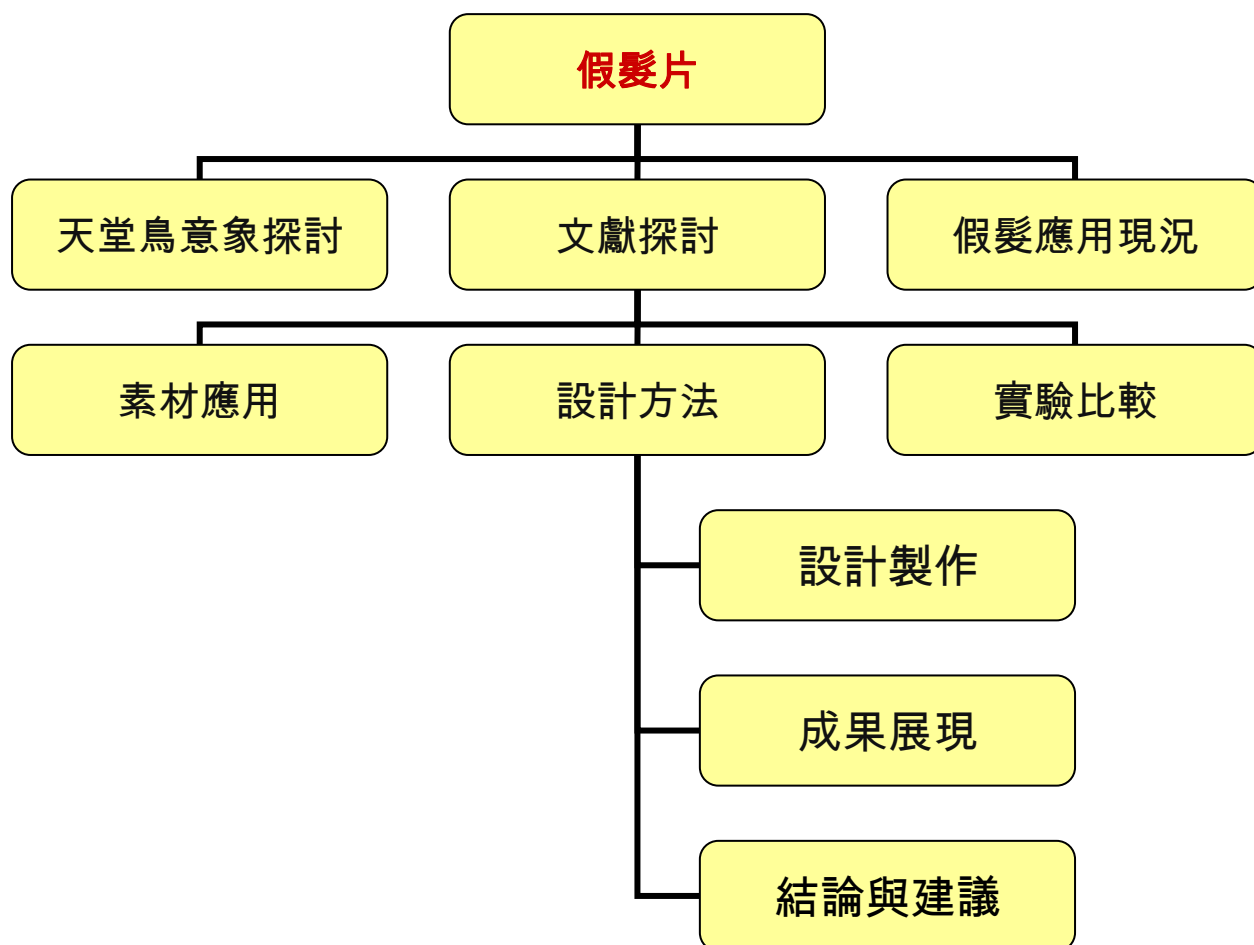 假髮片
天堂鳥意象探討
文獻探討
假髮應用現況
素材應用
設計方法
實驗比較
設計製作
成果展現
結論與建議